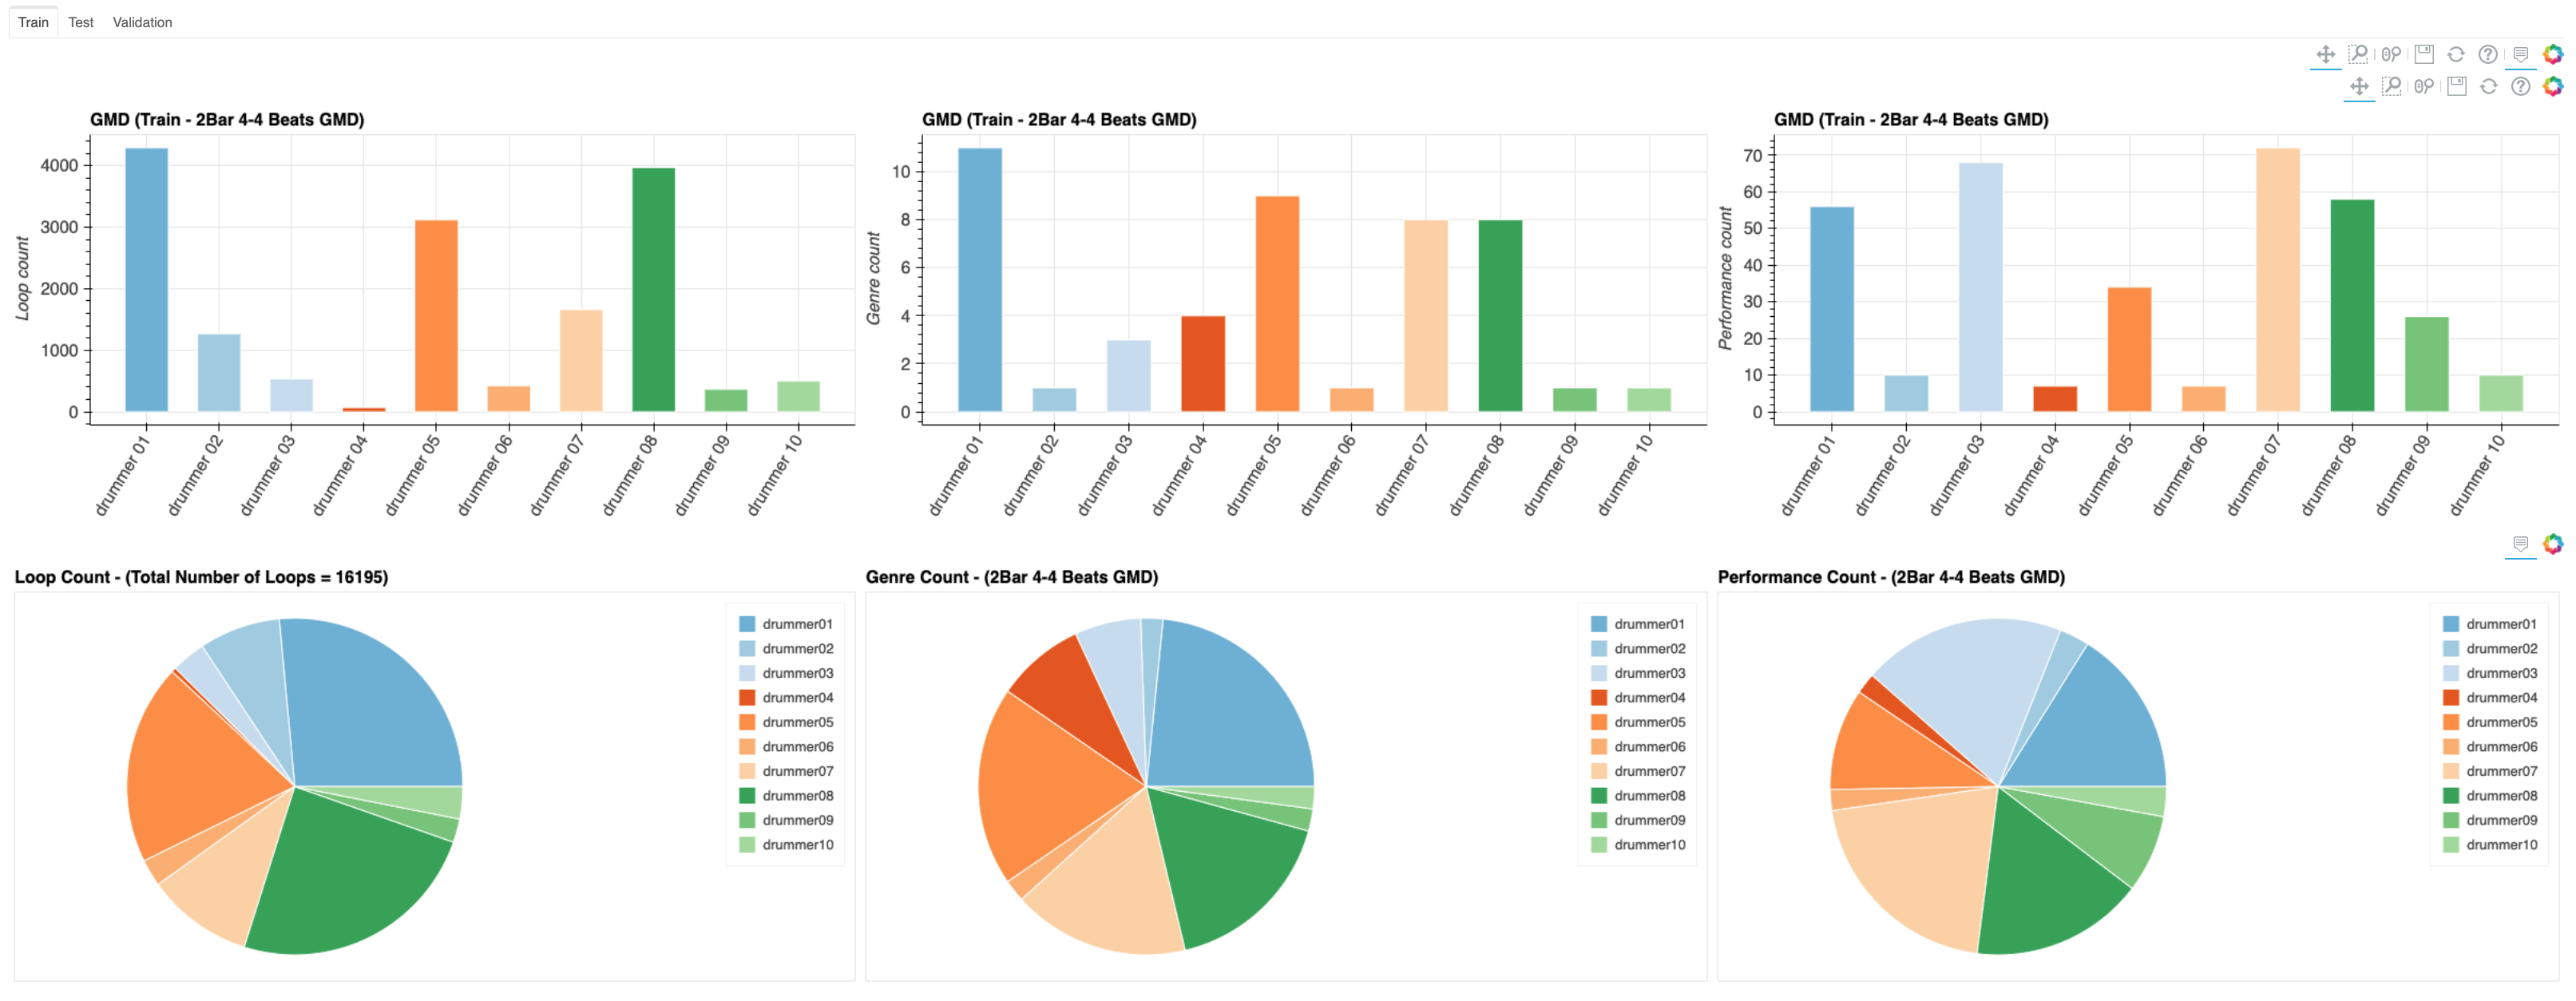 Train Test Validation
GMD (Train - 2Bar 4-4 Beats GMD)
Loop count
4000
3000
2000
1000
0
drummer 01
drummer 02
drummer 03
drummer 04
drummer 05
drummer 06
drummer 07
drummer 08
drummer 09
drummer 10
GMD (Train - 2Bar 4-4 Beats GMD)
Genre count
10
8
6
4
2
0
drummer 01
drummer 02
drummer 03
drummer 04
drummer 05
drummer 06
drummer 07
drummer 08
drummer 09
drummer 10
GMD (Train - 2Bar 4-4 Beats GMD)
Performance count
70
60
50
40
30
20
10
0
drummer 01
drummer 02
drummer 03
drummer 04
drummer 05
drummer 06
drummer 07
drummer 08
drummer 09
drummer 10
Loop Count - (Total Number of Loops = 16195)
drummer01
drummer02
drummer03
drummer04
drummer05
drummer06
drummer07
drummer08
drummer09
drummer10
Genre Count - (2Bar 4-4 Beats GMD)
drummer01
drummer02
drummer03
drummer04
drummer05
drummer06
drummer07
drummer08
drummer09
drummer10
Performance Count - (2Bar 4-4 Beats GMD)
drummer01
drummer02
drummer03
drummer04
drummer05
drummer06
drummer07
drummer08
drummer09
drummer10